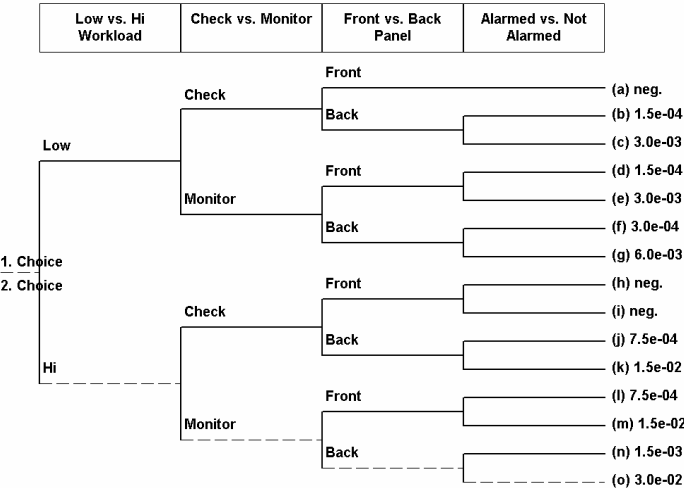 Low vs. Hi
Workload
Check vs. Monitor
Front vs. Back
Panel
Alarmed vs. Not
Alarmed
Front
(a) neg.
Check
Back
(b) 1.5e-04
(c) 3.0e-03
Low
Front
(d) 1.5e-04
(e) 3.0e-03
Monitor
Back
(f) 3.0e-04
(g) 6.0e-03
1. Choice
2. Choice
Front
(h) neg.
(i) neg.
Check
Back
(j) 7.5e-04
(k) 1.5e-02
Hi
Front
(l) 7.5e-04
(m) 1.5e-02
Monitor
Back
(n) 1.5e-03
(o) 3.0e-02